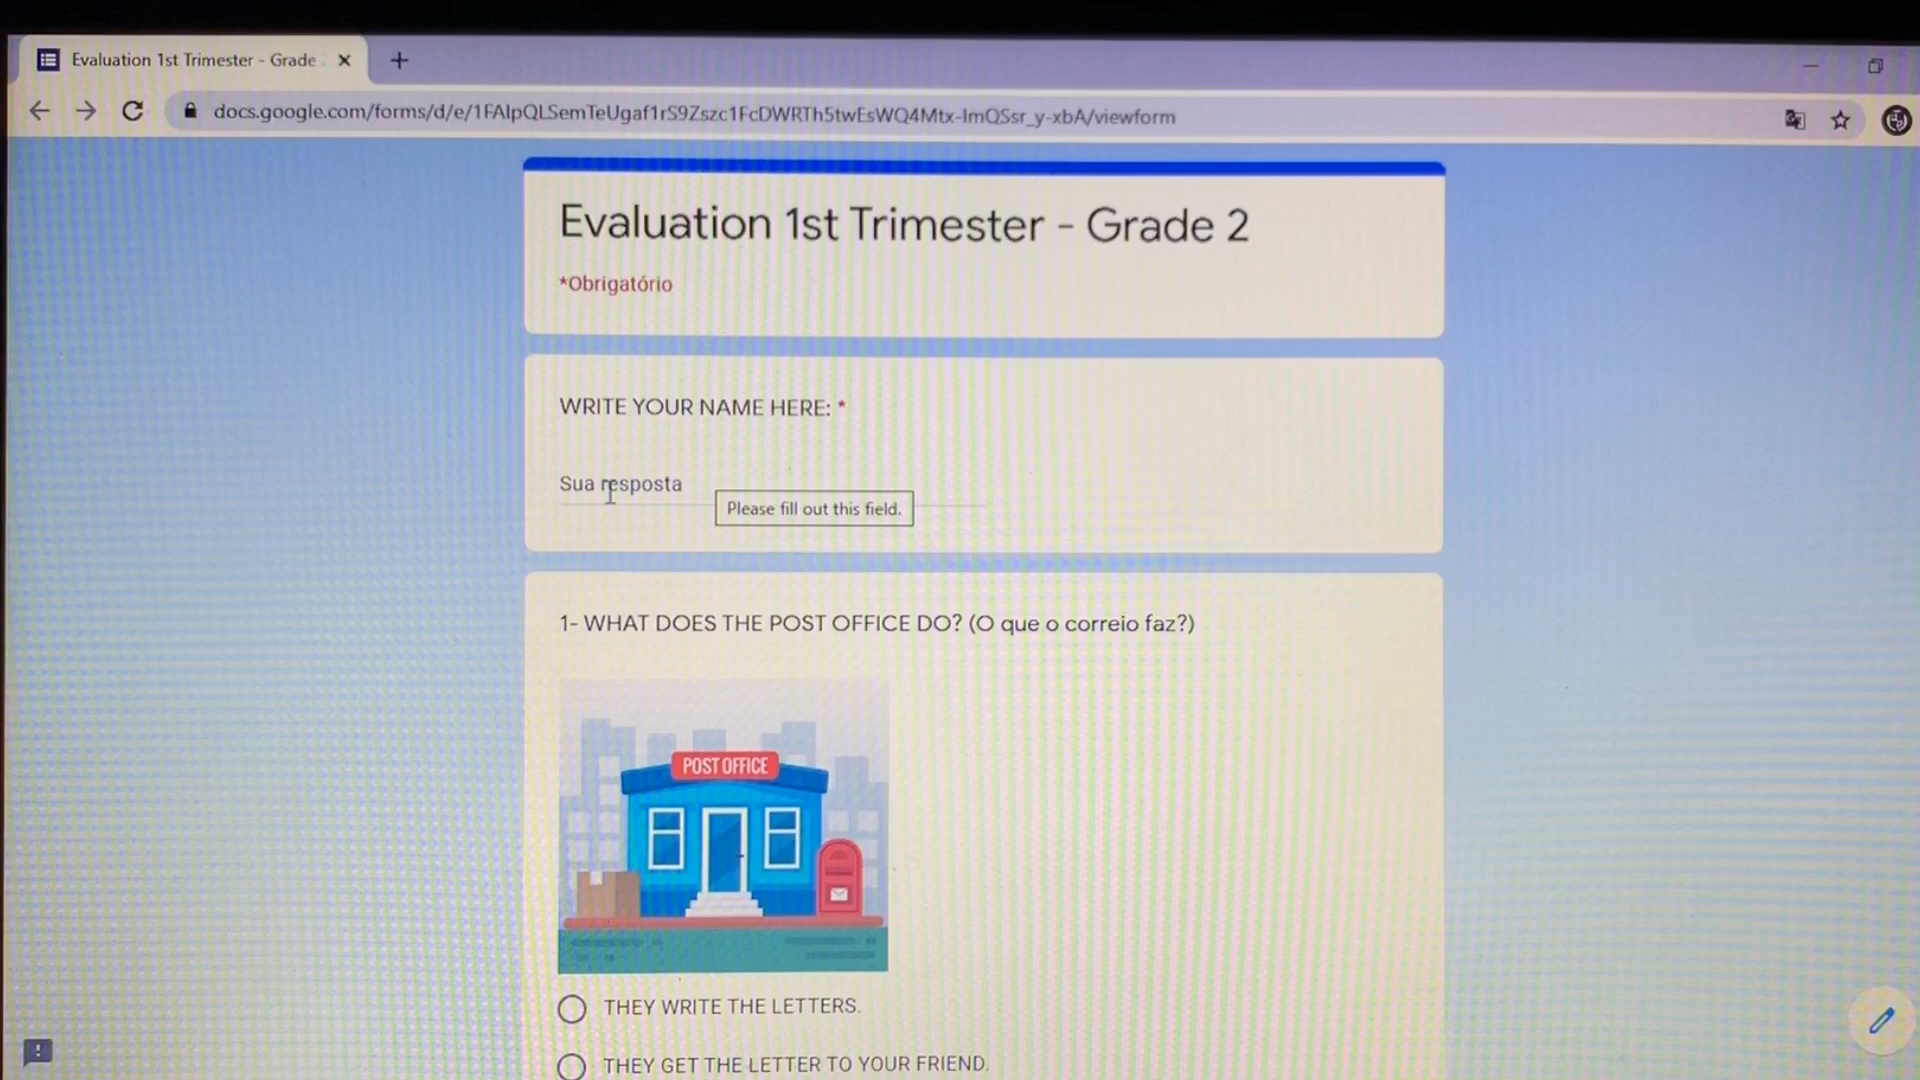 Evaluation 1st Trimester - Grade
docs.google.com/forms/d/e/1FAIpQLSemTeUgaf1rS9Zszc1FcDWRTh5twEsWQ4Mtx-ImQSsr_y-xbA/viewform
Evaluation 1st Trimester - Grade 2
*Obrigatório
WRITE YOUR NAME HERE: *
Sua resposta
Please fill out this field.
1- WHAT DOES THE POST OFFICE DO? (O que o correio faz?)
POST OFFICE
THEY WRITE THE LETTERS.
THEY GET THE LETTER TO YOUR FRIEND.